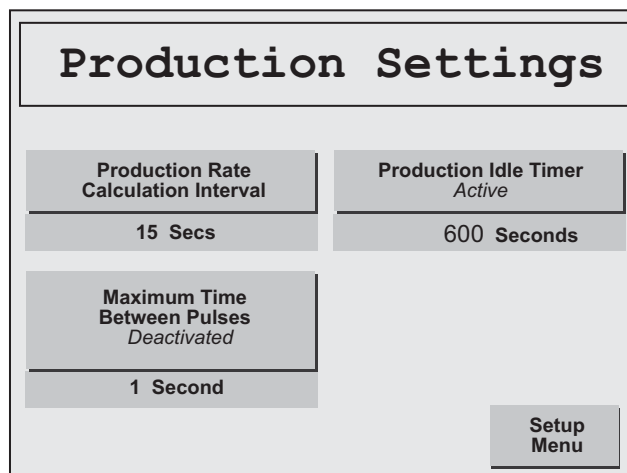 Production Settings
Production Rate
Calculation Interval
15 Secs
Production Idle Timer
Active
600 Seconds
Maximum Time
Between Pulses
Deactivated
1 Second
Setup
Menu